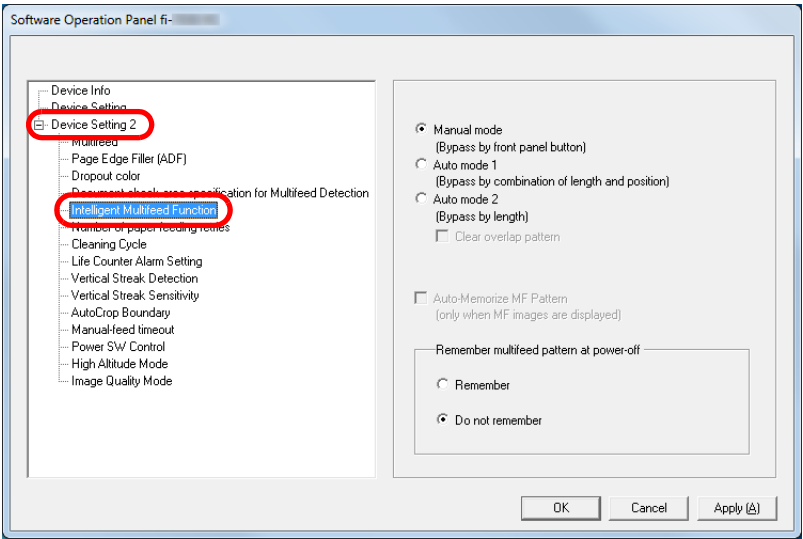 Software Operation Panel fi-
Device Info
Device Setting
Device Setting 2
Multifeed
Page Edge Filler (ADF)
Dropout color
Document check area specification for Multifeed Detection
Intelligent Multifeed Function
Number of paper feeding retries
Cleaning Cycle
Life Counter Alarm Setting
Vertical Streak Detection
Vertical Streak Sensitivity
AutoCrop Boundary
Manual-feed timeout
Power SW Control
High Altitude Mode
Image Quality Mode
Manual mode
(Bypass by front panel button)
Auto mode 1
(Bypass by combination of length and position)
Auto mode 2
(Bypass by length)
Clear overlap pattern
Auto-Memorize MF Pattern
(only when MF images are displayed)
Remember multifeed pattern at power-off
Remember
Do not remember
OK Cancel Apply (A)